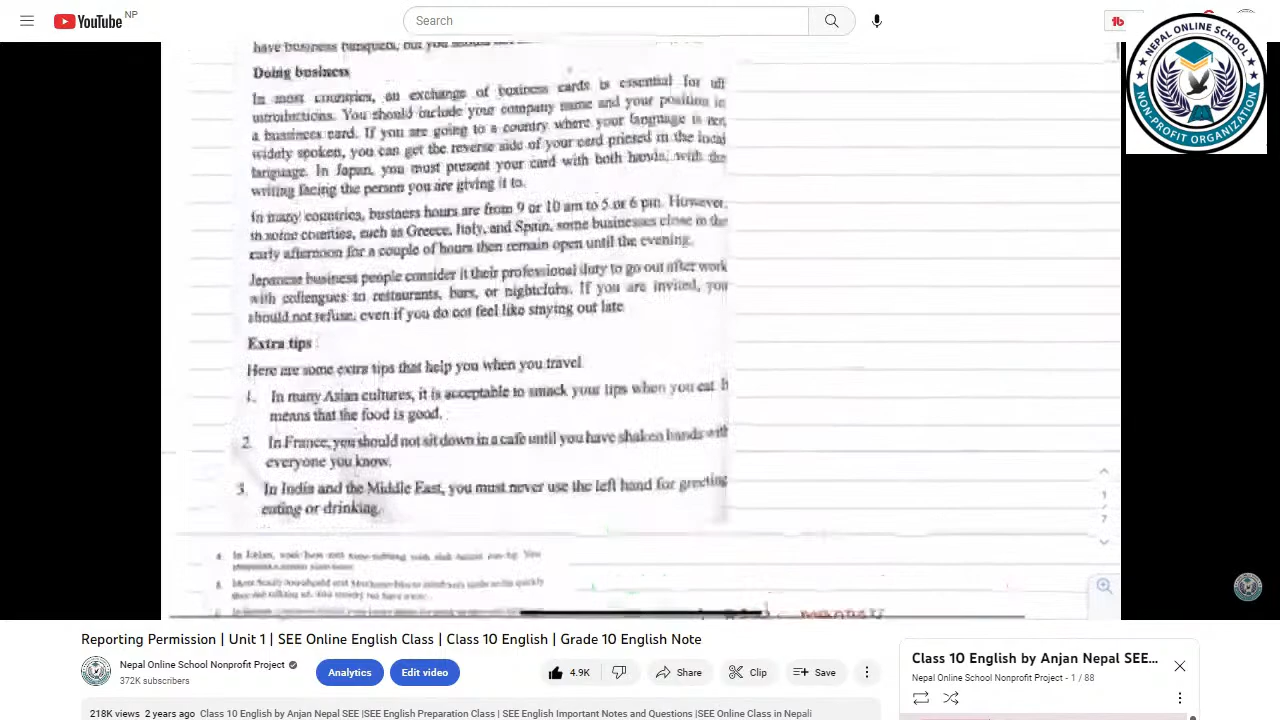 YouTube NP
Search
NEPAL ONLINE SCHOOL
NON-PROFIT ORGANIZATION
have business banquets, but you should
Doing business
In most countries, an exchange of business cards is essential for all
introductions. You should include your company name and your position in
a bussiness card. If you are going to a country where your language is not
widely spoken, you can get the reverse side of your card printed in the local
language. In Japan, you must present your card with both hands, with the
writing facing the person you are giving it to.
In many countries, business hours are from 9 or 10 am to 5 or 6 pm. However,
in some countries, such as Greece, Italy, and Spain, some businesses close in the
early afternoon for a couple of hours then remain open until the evening.
Japanese business people consider it their professional duty to go out after work
with colleagues to restaurants, bars, or nightclubs. If you are invited, you
should not refuse, even if you do not feel like staying out late
Extra tips :
Here are some extra tips that help you when you travel.
1. In many Asian cultures, it is acceptable to smack your lips when you eat. It
means that the food is good.
2. In France, you should not sit down in a cafe until you have shaken hands with
everyone you know.
3. In India and the Middle East, you must never use the left hand for greeting
eating or drinking.
1
/
7
Reporting Permission | Unit 1 | SEE Online English Class | Class 10 English | Grade 10 English Note
Nepal Online School Nonprofit Project
372K subscribers
Analytics
Edit video
4.9K
Share
Clip
Save
218K views 2 years ago Class 10 English by Anjan Nepal SEE |SEE English Preparation Class | SEE English Important Notes and Questions |SEE Online Class in Nepali
Class 10 English by Anjan Nepal SEE...
Nepal Online School Nonprofit Project - 1 / 88